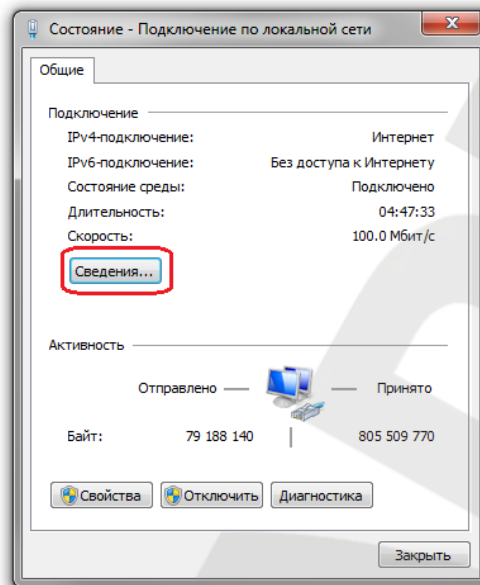 Состояние - Подключение по локальной сети
Общие
Подключение
IPv4-подключение: Интернет
IPv6-подключение: Без доступа к Интернету
Состояние среды: Подключено
Длительность: 04:47:33
Скорость: 100.0 Мбит/с
Сведения...
Активность
Отправлено Принято
Байт: 79 188 140 805 509 770
Свойства Отключить Диагностика
Закрыть